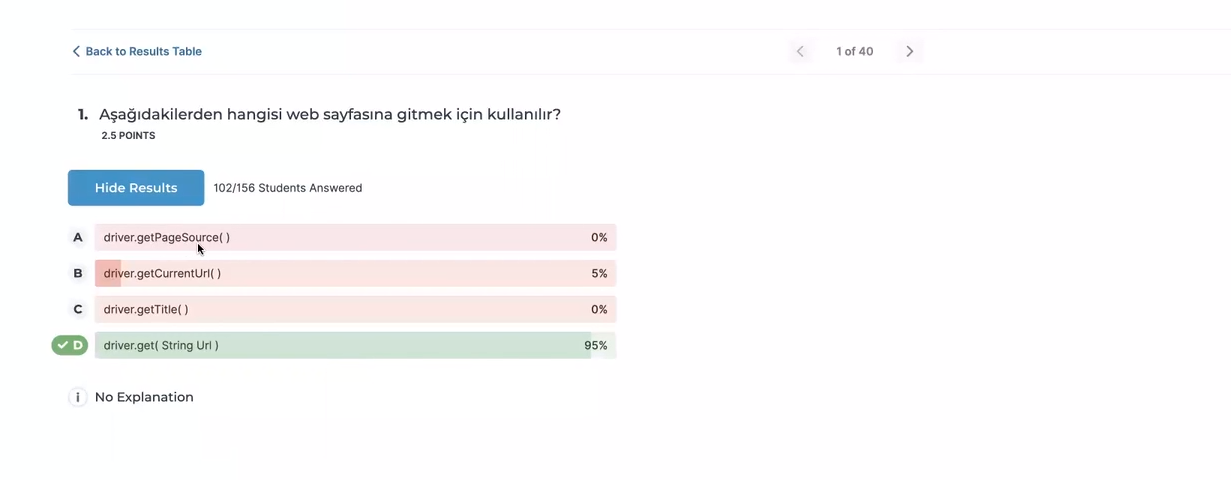 Back to Results Table
1 of 40
1. Aşağıdakilerden hangisi web sayfasına gitmek için kullanılır?
2.5 POINTS
Hide Results 102/156 Students Answered
A driver.getPageSource( ) 0%
B driver.getCurrentUrl( ) 5%
C driver.getTitle( ) 0%
D driver.get( String Url ) 95%
i No Explanation